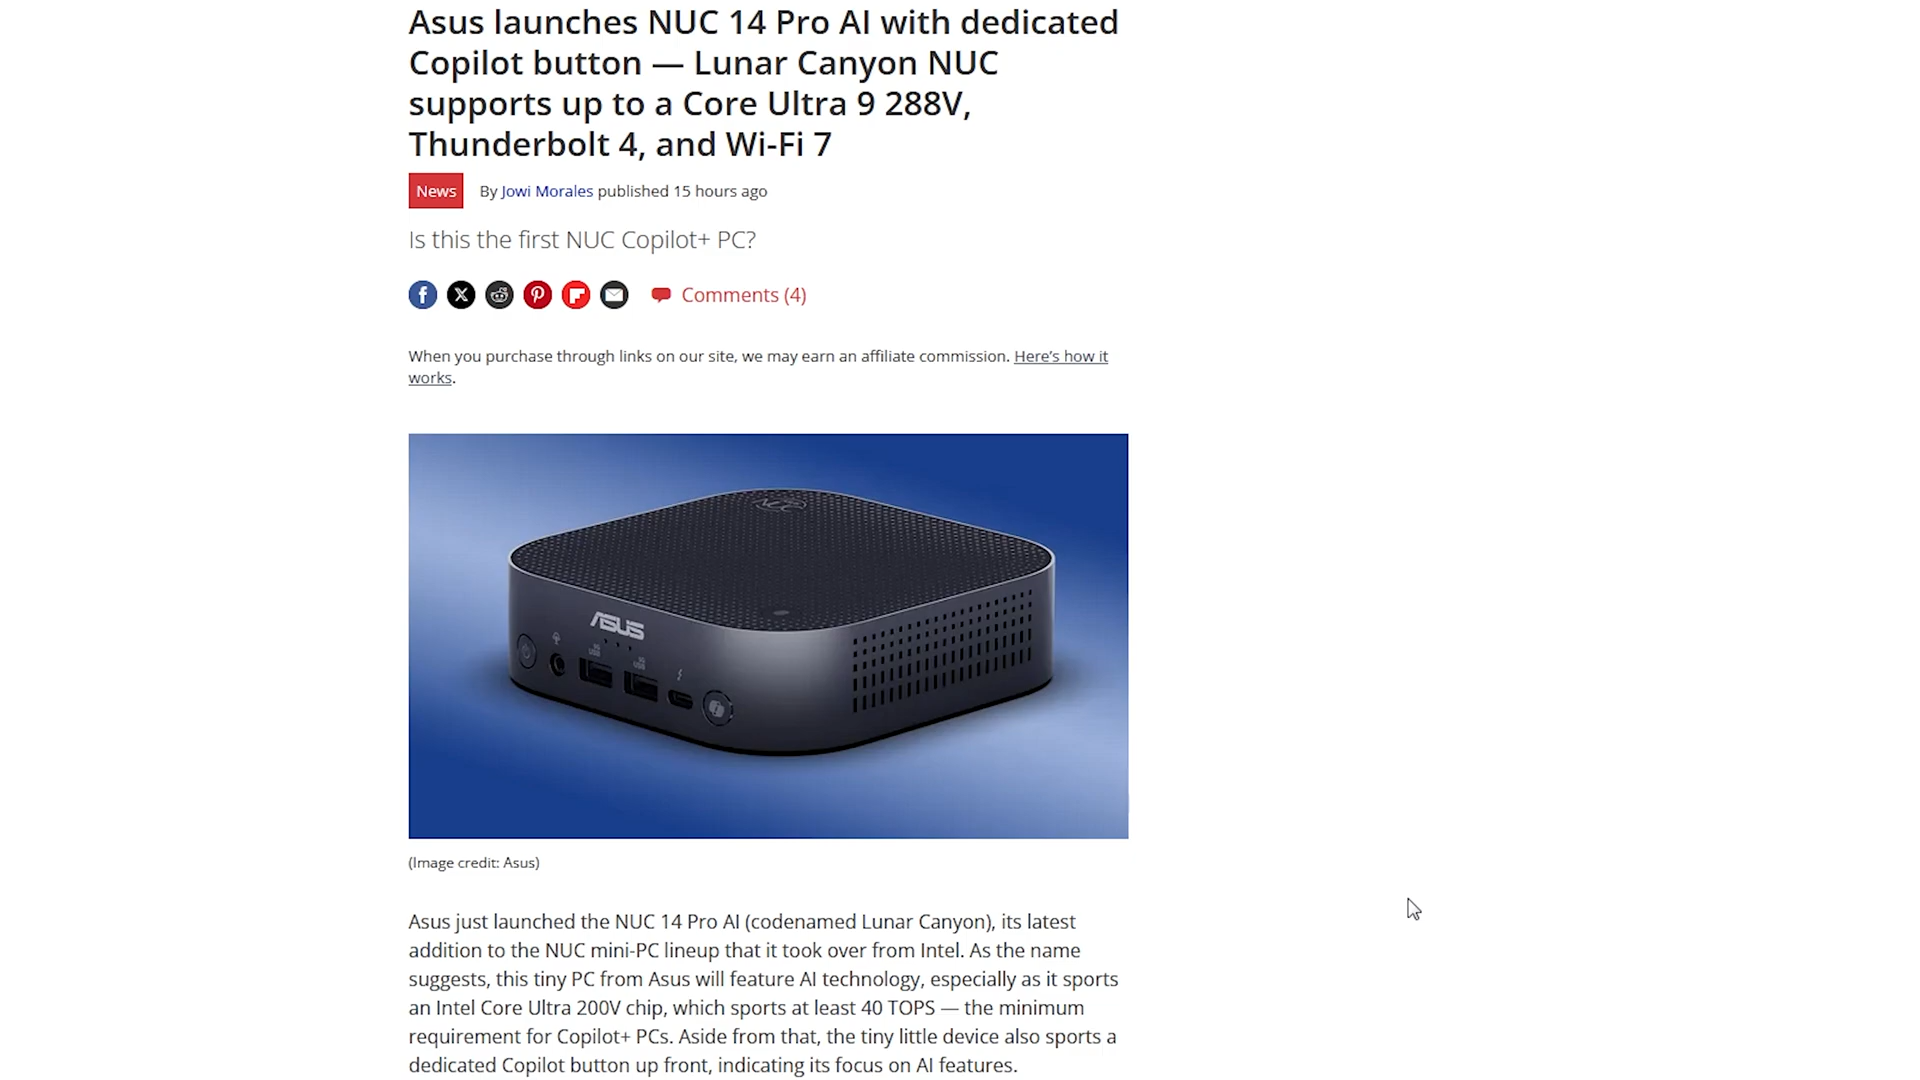 Asus launches NUC 14 Pro AI with dedicated
Copilot button — Lunar Canyon NUC
supports up to a Core Ultra 9 288V,
Thunderbolt 4, and Wi-Fi 7
News By Jowi Morales published 15 hours ago
Is this the first NUC Copilot+ PC?
Comments (4)
When you purchase through links on our site, we may earn an affiliate commission. Here's how it
works.
NUC
ASUS
(Image credit: Asus)
Asus just launched the NUC 14 Pro AI (codenamed Lunar Canyon), its latest
addition to the NUC mini-PC lineup that it took over from Intel. As the name
suggests, this tiny PC from Asus will feature AI technology, especially as it sports
an Intel Core Ultra 200V chip, which sports at least 40 TOPS — the minimum
requirement for Copilot+ PCs. Aside from that, the tiny little device also sports a
dedicated Copilot button up front, indicating its focus on AI features.